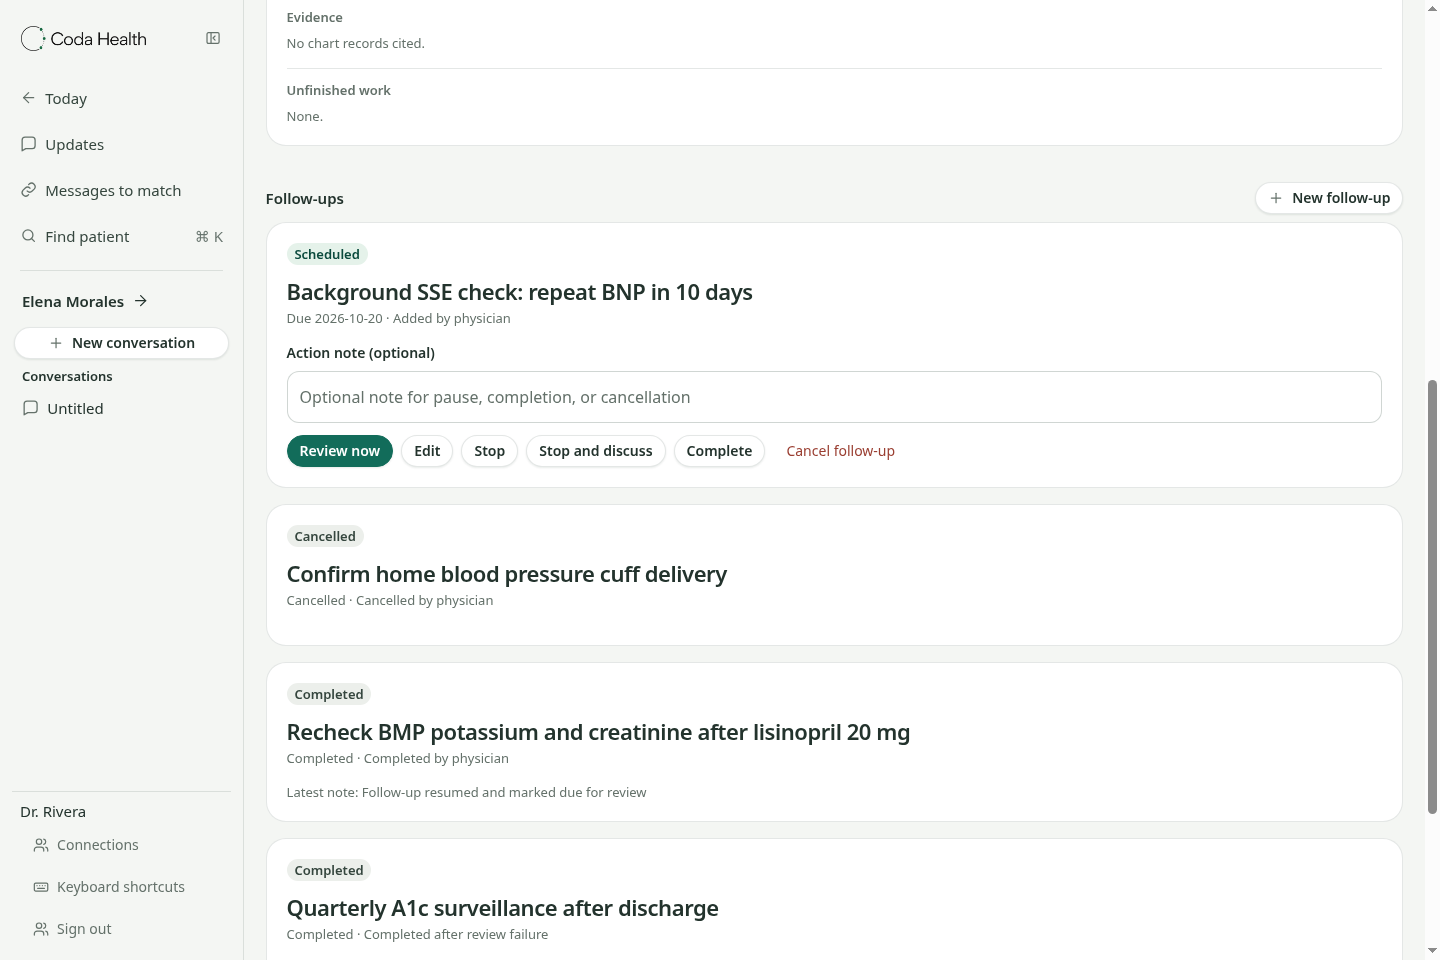 Coda Health
Today
Updates
Messages to match
Find patient ⌘ K
Elena Morales
New conversation
Conversations
Untitled
Dr. Rivera
Connections
Keyboard shortcuts
Sign out
Evidence
No chart records cited.
Unfinished work
None.
Follow-ups
New follow-up
Scheduled
Background SSE check: repeat BNP in 10 days
Due 2026-10-20 · Added by physician
Action note (optional)
Optional note for pause, completion, or cancellation
Review now Edit Stop Stop and discuss Complete Cancel follow-up
Cancelled
Confirm home blood pressure cuff delivery
Cancelled · Cancelled by physician
Completed
Recheck BMP potassium and creatinine after lisinopril 20 mg
Completed · Completed by physician
Latest note: Follow-up resumed and marked due for review
Completed
Quarterly A1c surveillance after discharge
Completed · Completed after review failure